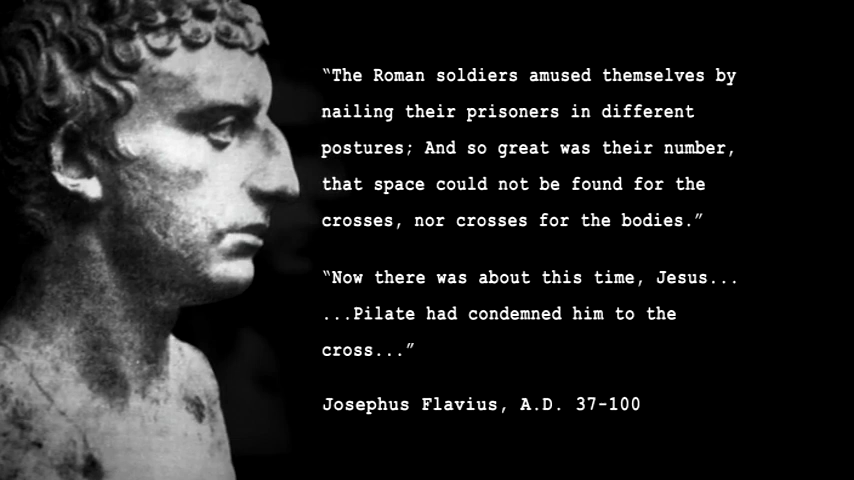 “The Roman soldiers amused themselves by
nailing their prisoners in different
postures; And so great was their number,
that space could not be found for the
crosses, nor crosses for the bodies.”
“Now there was about this time, Jesus...
...Pilate had condemned him to the
cross...”
Josephus Flavius, A.D. 37-100